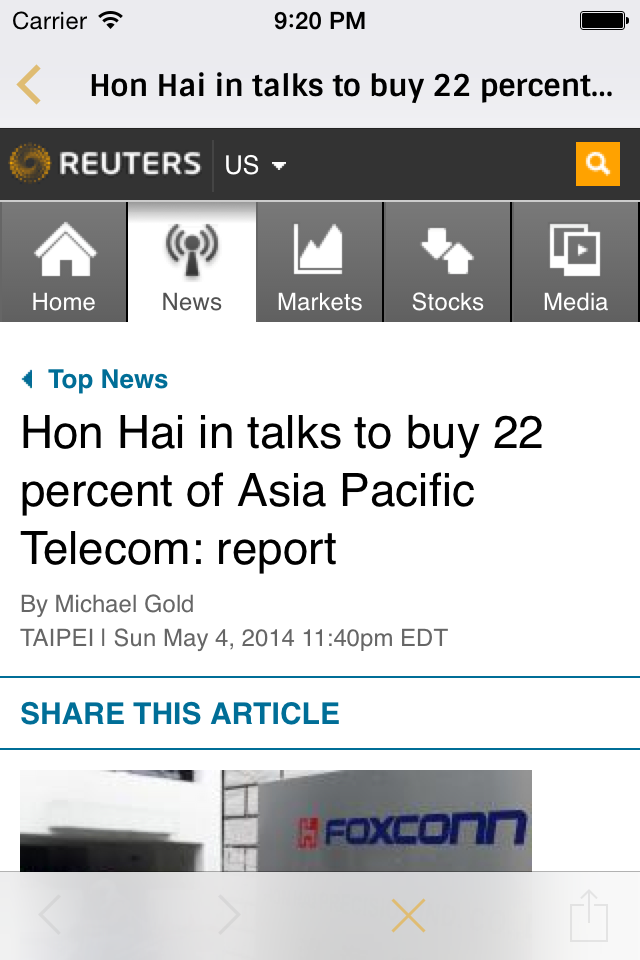 Carrier 9:20 PM
Hon Hai in talks to buy 22 percent...
REUTERS US
Home News Markets Stocks Media
Top News
Hon Hai in talks to buy 22
percent of Asia Pacific
Telecom: report
By Michael Gold
TAIPEI | Sun May 4, 2014 11:40pm EDT
SHARE THIS ARTICLE
FOXCONN